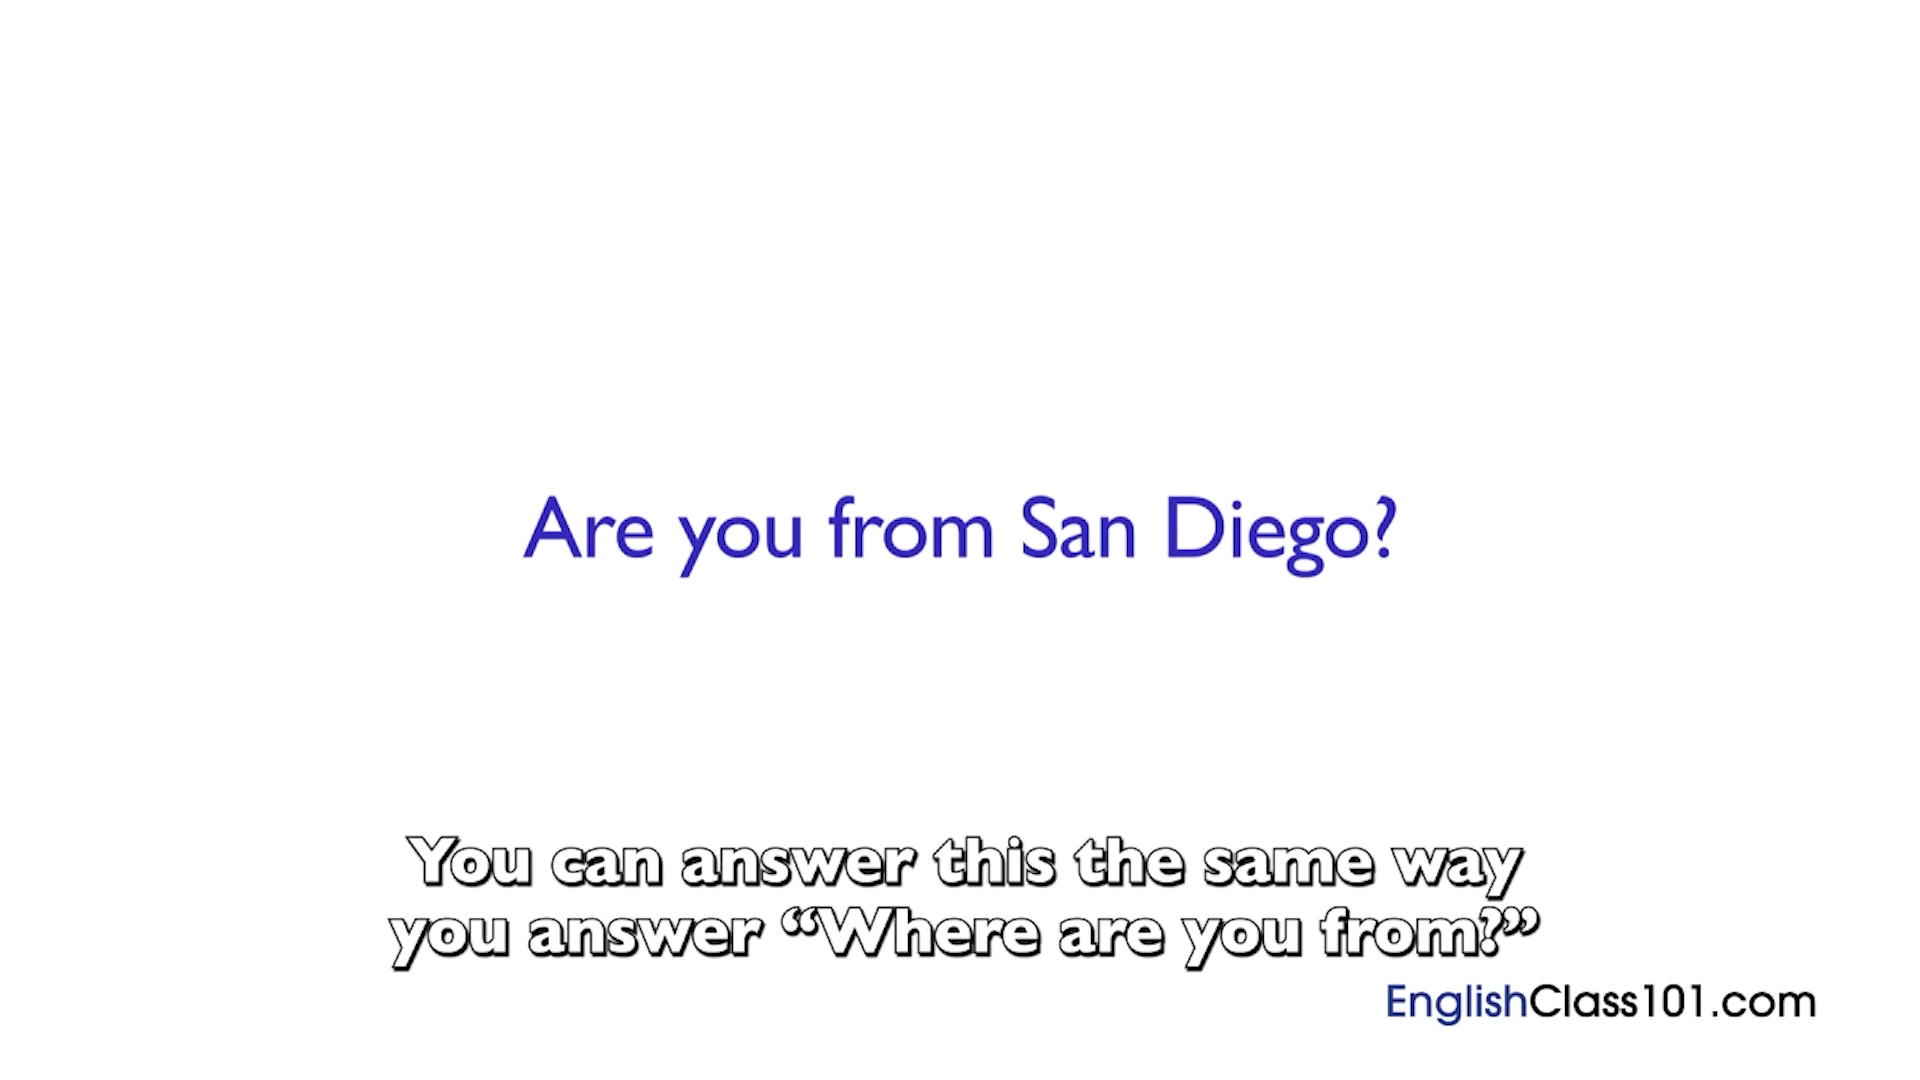 Are you from San Diego?
You can answer this the same way
you answer “Where are you from?”
EnglishClass101.com